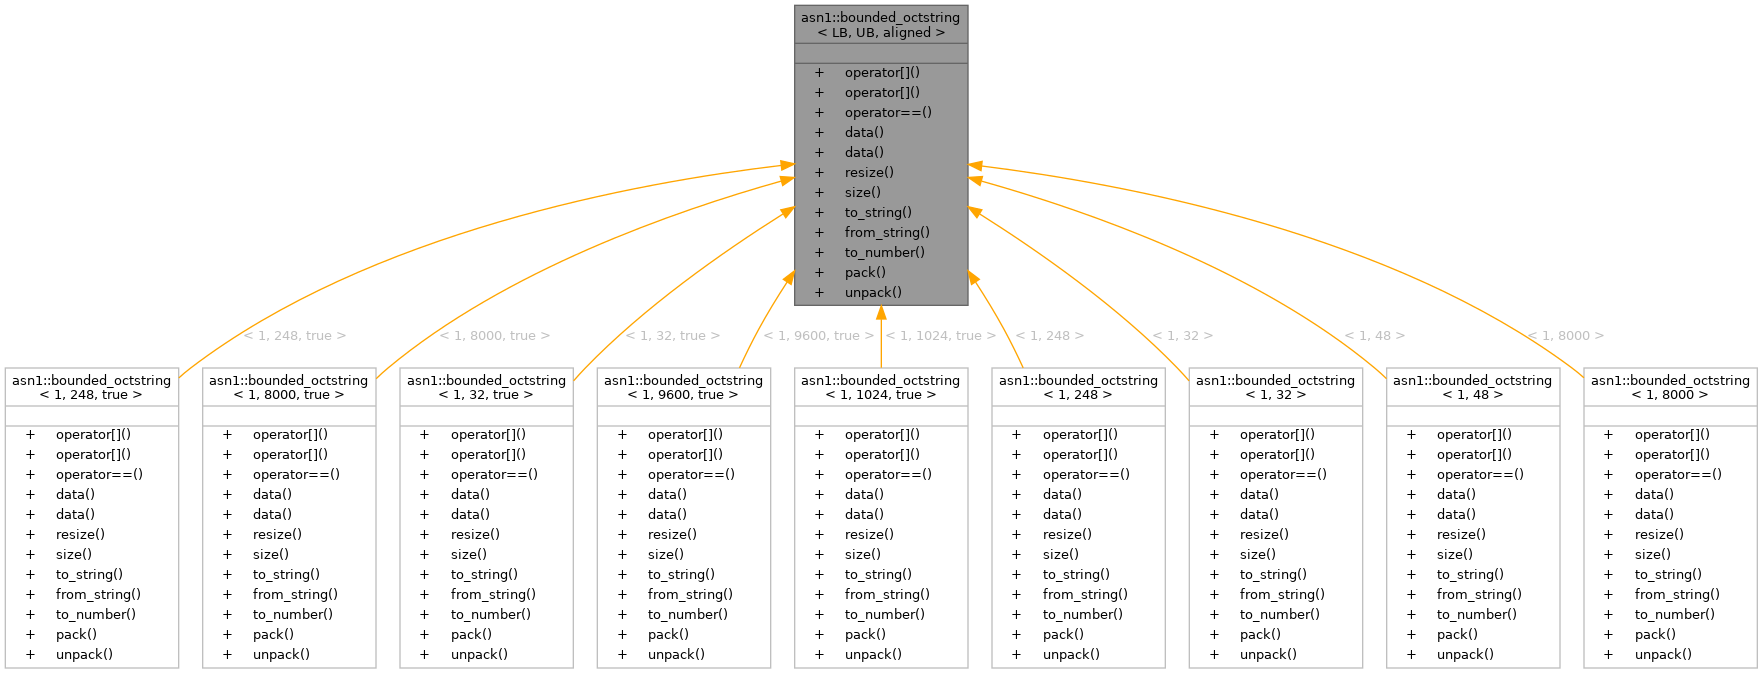 asn1::bounded_octstring
< LB, UB, aligned >
+ operator[]()
+ operator[]()
+ operator==()
+ data()
+ data()
+ resize()
+ size()
+ to_string()
+ from_string()
+ to_number()
+ pack()
+ unpack()
< 1, 248, true >
< 1, 8000, true >
< 1, 32, true >
< 1, 9600, true >
< 1, 1024, true >
< 1, 248 >
< 1, 32 >
< 1, 48 >
< 1, 8000 >
asn1::bounded_octstring
< 1, 248, true >
+ operator[]()
+ operator[]()
+ operator==()
+ data()
+ data()
+ resize()
+ size()
+ to_string()
+ from_string()
+ to_number()
+ pack()
+ unpack()
asn1::bounded_octstring
< 1, 8000, true >
+ operator[]()
+ operator[]()
+ operator==()
+ data()
+ data()
+ resize()
+ size()
+ to_string()
+ from_string()
+ to_number()
+ pack()
+ unpack()
asn1::bounded_octstring
< 1, 32, true >
+ operator[]()
+ operator[]()
+ operator==()
+ data()
+ data()
+ resize()
+ size()
+ to_string()
+ from_string()
+ to_number()
+ pack()
+ unpack()
asn1::bounded_octstring
< 1, 9600, true >
+ operator[]()
+ operator[]()
+ operator==()
+ data()
+ data()
+ resize()
+ size()
+ to_string()
+ from_string()
+ to_number()
+ pack()
+ unpack()
asn1::bounded_octstring
< 1, 1024, true >
+ operator[]()
+ operator[]()
+ operator==()
+ data()
+ data()
+ resize()
+ size()
+ to_string()
+ from_string()
+ to_number()
+ pack()
+ unpack()
asn1::bounded_octstring
< 1, 248 >
+ operator[]()
+ operator[]()
+ operator==()
+ data()
+ data()
+ resize()
+ size()
+ to_string()
+ from_string()
+ to_number()
+ pack()
+ unpack()
asn1::bounded_octstring
< 1, 32 >
+ operator[]()
+ operator[]()
+ operator==()
+ data()
+ data()
+ resize()
+ size()
+ to_string()
+ from_string()
+ to_number()
+ pack()
+ unpack()
asn1::bounded_octstring
< 1, 48 >
+ operator[]()
+ operator[]()
+ operator==()
+ data()
+ data()
+ resize()
+ size()
+ to_string()
+ from_string()
+ to_number()
+ pack()
+ unpack()
asn1::bounded_octstring
< 1, 8000 >
+ operator[]()
+ operator[]()
+ operator==()
+ data()
+ data()
+ resize()
+ size()
+ to_string()
+ from_string()
+ to_number()
+ pack()
+ unpack()